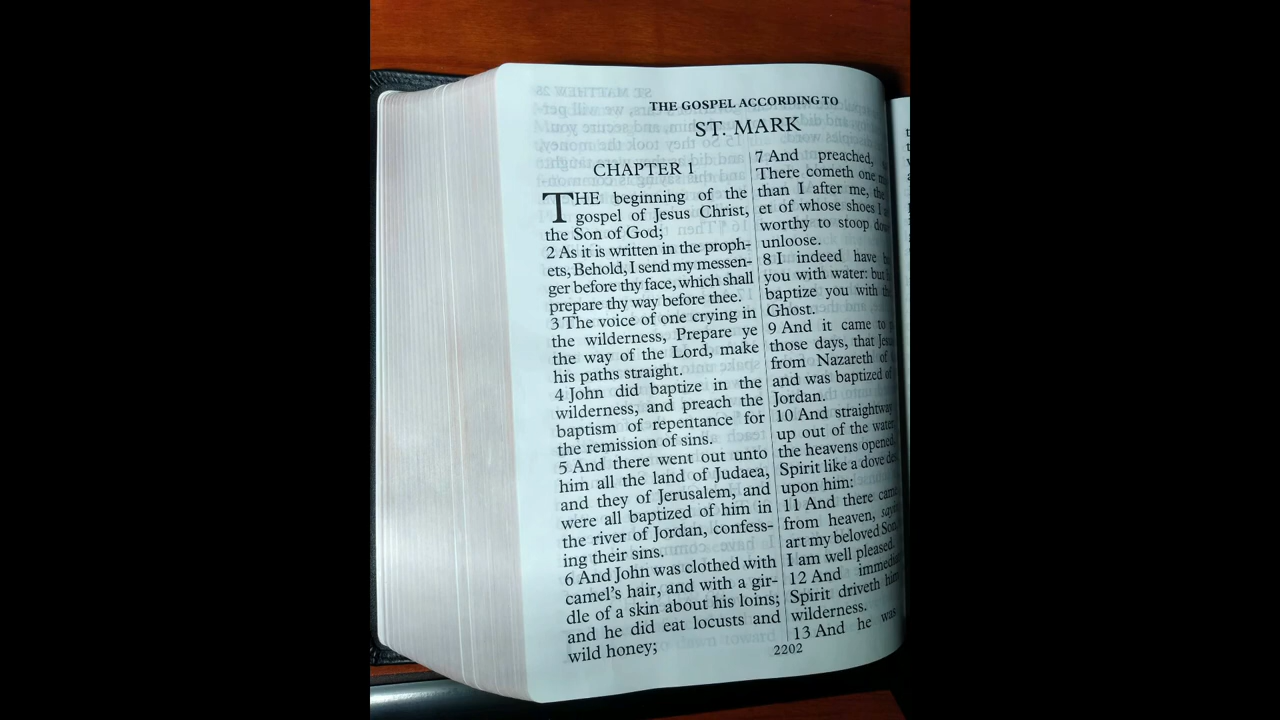 THE GOSPEL ACCORDING TO
ST. MARK
CHAPTER 1
THE beginning of the
gospel of Jesus Christ,
the Son of God;
2 As it is written in the proph-
ets, Behold, I send my messen-
ger before thy face, which shall
prepare thy way before thee.
3 The voice of one crying in
the wilderness, Prepare ye
the way of the Lord, make
his paths straight.
4 John did baptize in the
wilderness, and preach the
baptism of repentance for
the remission of sins.
5 And there went out unto
him all the land of Judaea,
and they of Jerusalem, and
were all baptized of him in
the river of Jordan, confess-
ing their sins.
6 And John was clothed with
camel's hair, and with a gir-
dle of a skin about his loins;
and he did eat locusts and
wild honey;
7 And preached,
There cometh one
than I after me, the
et of whose shoes I
worthy to stoop
unloose.
8 I indeed have
you with water: but
baptize you with
Ghost.
9 And it came to
those days, that
from Nazareth of
and was baptized of
Jordan.
10 And straightway
up out of the water
the heavens opened,
Spirit like a dove
upon him:
11 And there came
from heaven,
art my beloved Son
I am well pleased.
12 And
Spirit driveth him
wilderness.
13 And he was
2202